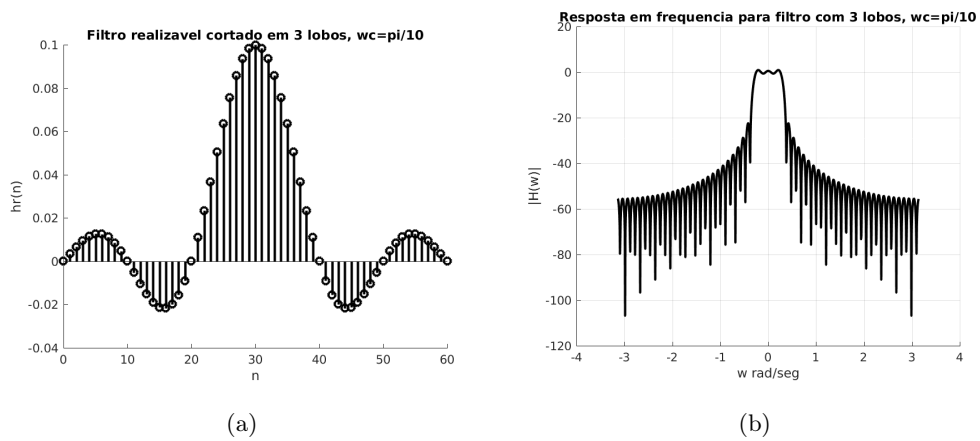 Filtro realizavel cortado em 3 lobos, wc=pi/10
0.1
0.08
0.06
0.04
0.02
0
-0.02
-0.04
hr(n)
0 10 20 30 40 50 60
n
(a)
Resposta em frequencia para filtro com 3 lobos, wc=pi/10
20
0
-20
-40
-60
-80
-100
-120
|H(w)|
-4 -3 -2 -1 0 1 2 3 4
w rad/seg
(b)